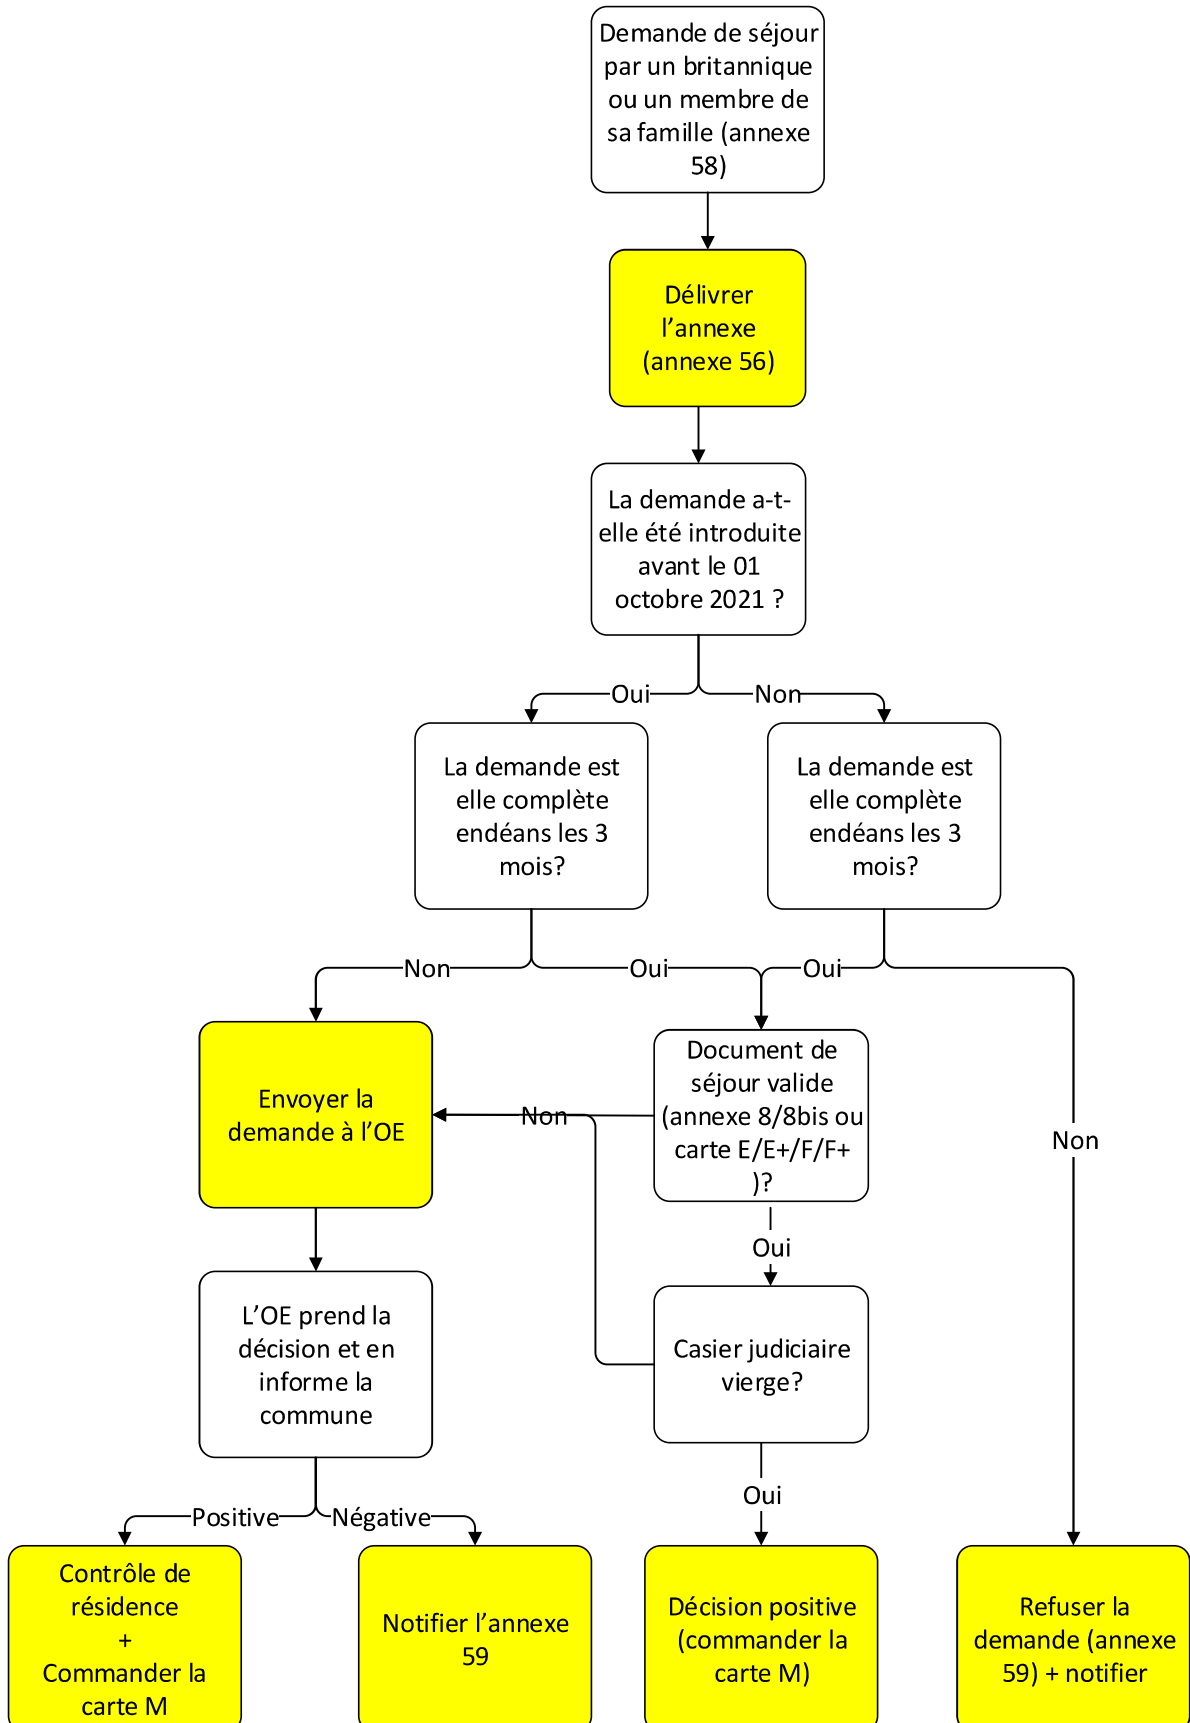 Demande de séjour
par un britannique
ou un membre de
sa famille (annexe
58)
Délivrer
l’annexe
(annexe 56)
La demande a-t-
elle été introduite
avant le 01
octobre 2021 ?
Oui
Non
La demande est
elle complète
endéans les 3
mois?
La demande est
elle complète
endéans les 3
mois?
Non
Oui
Oui
Envoyer la
demande à l’OE
Non
Document de
séjour valide
(annexe 8/8bis ou
carte E/E+/F/F+
)?
Non
Oui
L’OE prend la
décision et en
informe la
commune
Casier judiciaire
vierge?
Positive
Négative
Oui
Contrôle de
résidence
+
Commander la
carte M
Notifier l’annexe
59
Décision positive
(commander la
carte M)
Refuser la
demande (annexe
59) + notifier